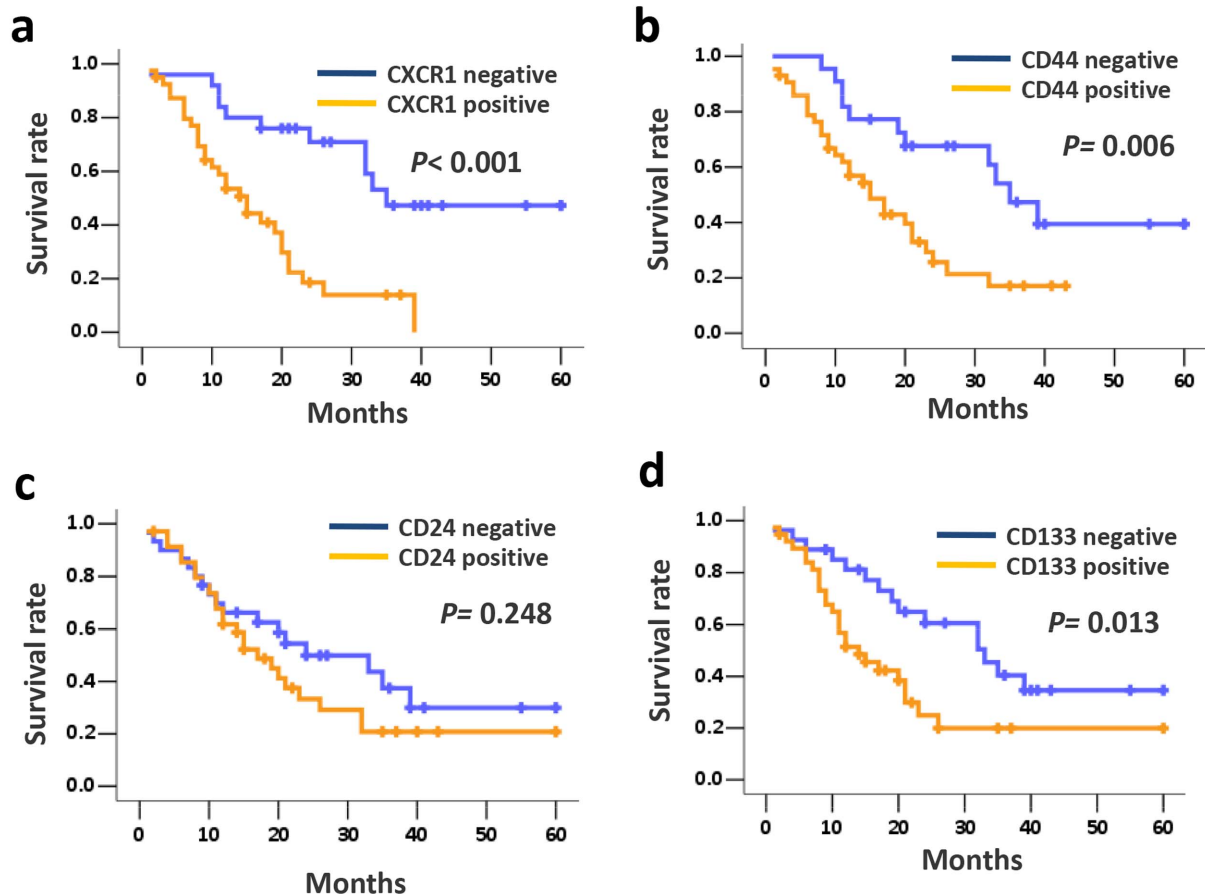 a
CXCR1 negative
CXCR1 positive
P< 0.001
Survival rate
1.0
0.8
0.6
0.4
0.2
0.0
0 10 20 30 40 50 60
Months
b
CD44 negative
CD44 positive
P= 0.006
Survival rate
1.0
0.8
0.6
0.4
0.2
0.0
0 10 20 30 40 50 60
Months
c
CD24 negative
CD24 positive
P= 0.248
Survival rate
1.0
0.8
0.6
0.4
0.2
0.0
0 10 20 30 40 50 60
Months
d
CD133 negative
CD133 positive
P= 0.013
Survival rate
1.0
0.8
0.6
0.4
0.2
0.0
0 10 20 30 40 50 60
Months